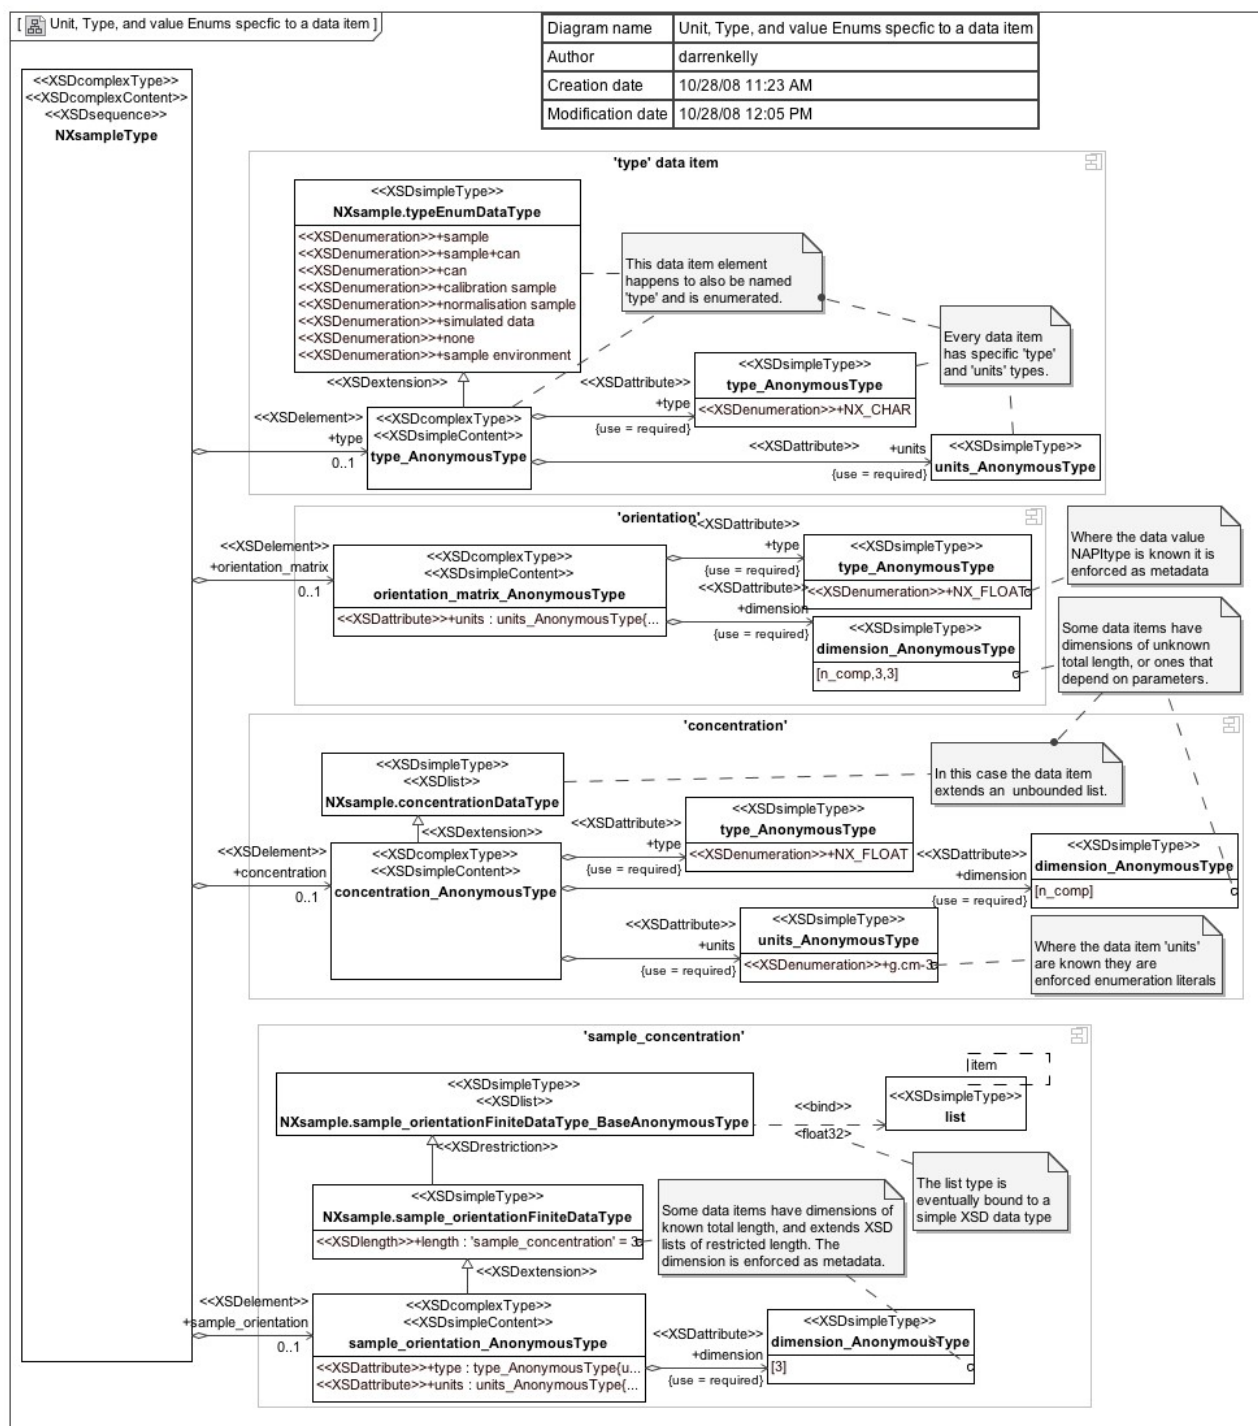 [ Unit, Type, and value Enums specfic to a data item ]
Diagram name Unit, Type, and value Enums specfic to a data item
Author darrenkelly
Creation date 10/28/08 11:23 AM
Modification date 10/28/08 12:05 PM
<<XSDcomplexType>>
<<XSDcomplexContent>>
<<XSDsequence>>
NXsampleType
'type' data item
<<XSDsimpleType>>
NXsample.typeEnumDataType
<<XSDenumeration>>+sample
<<XSDenumeration>>+sample+can
<<XSDenumeration>>+can
<<XSDenumeration>>+calibration sample
<<XSDenumeration>>+normalisation sample
<<XSDenumeration>>+simulated data
<<XSDenumeration>>+none
<<XSDenumeration>>+sample environment
This data item element
happens to also be named
'type' and is enumerated.
Every data item
has specific 'type'
and 'units' types.
<<XSDextension>>
<<XSDelement>>
+type
0..1
<<XSDcomplexType>>
<<XSDsimpleContent>>
type_AnonymousType
<<XSDattribute>>
+type
{use = required}
<<XSDsimpleType>>
type_AnonymousType
<<XSDenumeration>>+NX_CHAR
<<XSDattribute>>
+units
{use = required}
<<XSDsimpleType>>
units_AnonymousType
'orientation'
<<XSDelement>>
+orientation_matrix
0..1
<<XSDcomplexType>>
<<XSDsimpleContent>>
orientation_matrix_AnonymousType
<<XSDattribute>>+units : units_AnonymousType{...
<<XSDattribute>>
+type
{use = required}
<<XSDsimpleType>>
type_AnonymousType
<<XSDenumeration>>+NX_FLOAT
<<XSDattribute>>
+dimension
{use = required}
<<XSDsimpleType>>
dimension_AnonymousType
[n_comp,3,3]
Where the data value
NAPItype is known it is
enforced as metadata
Some data items have
dimensions of unknown
total length, or ones that
depend on parameters.
'concentration'
<<XSDsimpleType>>
<<XSDlist>>
NXsample.concentrationDataType
In this case the data item
extends an unbounded list.
<<XSDextension>>
<<XSDelement>>
+concentration
0..1
<<XSDcomplexType>>
<<XSDsimpleContent>>
concentration_AnonymousType
<<XSDattribute>>
+type
{use = required}
<<XSDsimpleType>>
type_AnonymousType
<<XSDenumeration>>+NX_FLOAT
<<XSDattribute>>
+dimension
{use = required}
<<XSDsimpleType>>
dimension_AnonymousType
[n_comp]
<<XSDattribute>>
+units
{use = required}
<<XSDsimpleType>>
units_AnonymousType
<<XSDenumeration>>+g.cm-3
Where the data item 'units'
are known they are
enforced enumeration literals
'sample_concentration'
<<XSDsimpleType>>
<<XSDlist>>
NXsample.sample_orientationFiniteDataType_BaseAnonymousType
<<bind>>
<float32>
item
<<XSDsimpleType>>
list
The list type is
eventually bound to a
simple XSD data type
<<XSDrestriction>>
<<XSDsimpleType>>
NXsample.sample_orientationFiniteDataType
<<XSDlength>>+length : 'sample_concentration' = 3
Some data items have dimensions of
known total length, and extends XSD
lists of restricted length. The
dimension is enforced as metadata.
<<XSDextension>>
<<XSDelement>>
+sample_orientation
0..1
<<XSDcomplexType>>
<<XSDsimpleContent>>
sample_orientation_AnonymousType
<<XSDattribute>>+type : type_AnonymousType{u...
<<XSDattribute>>+units : units_AnonymousType{...
<<XSDattribute>>
+dimension
{use = required}
<<XSDsimpleType>>
dimension_AnonymousType
[3]